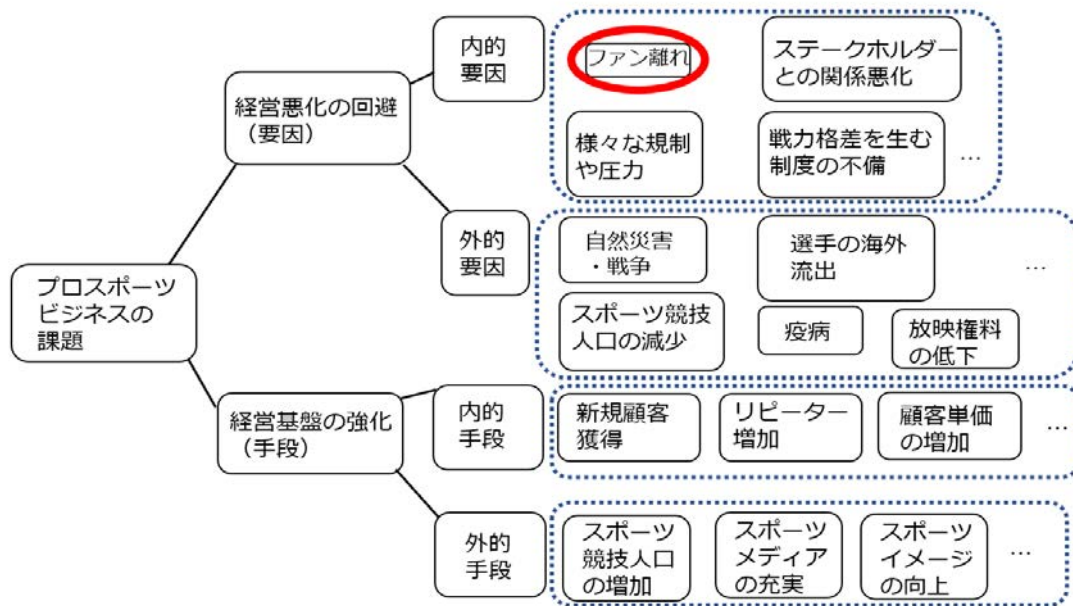 プロスポーツ
ビジネスの
課題
経営悪化の回避
（要因）
内的
要因
ファン離れ
ステークホルダー
との関係悪化
様々な規制
や圧力
戦力格差を生む
制度の不備
…
外的
要因
自然災害
・戦争
選手の海外
流出
…
スポーツ競技
人口の減少
疫病
放映権料
の低下
経営基盤の強化
（手段）
内的
手段
新規顧客
獲得
リピーター
増加
顧客単価
の増加
…
外的
手段
スポーツ
競技人口
の増加
スポーツ
メディア
の充実
スポーツ
イメージ
の向上
…